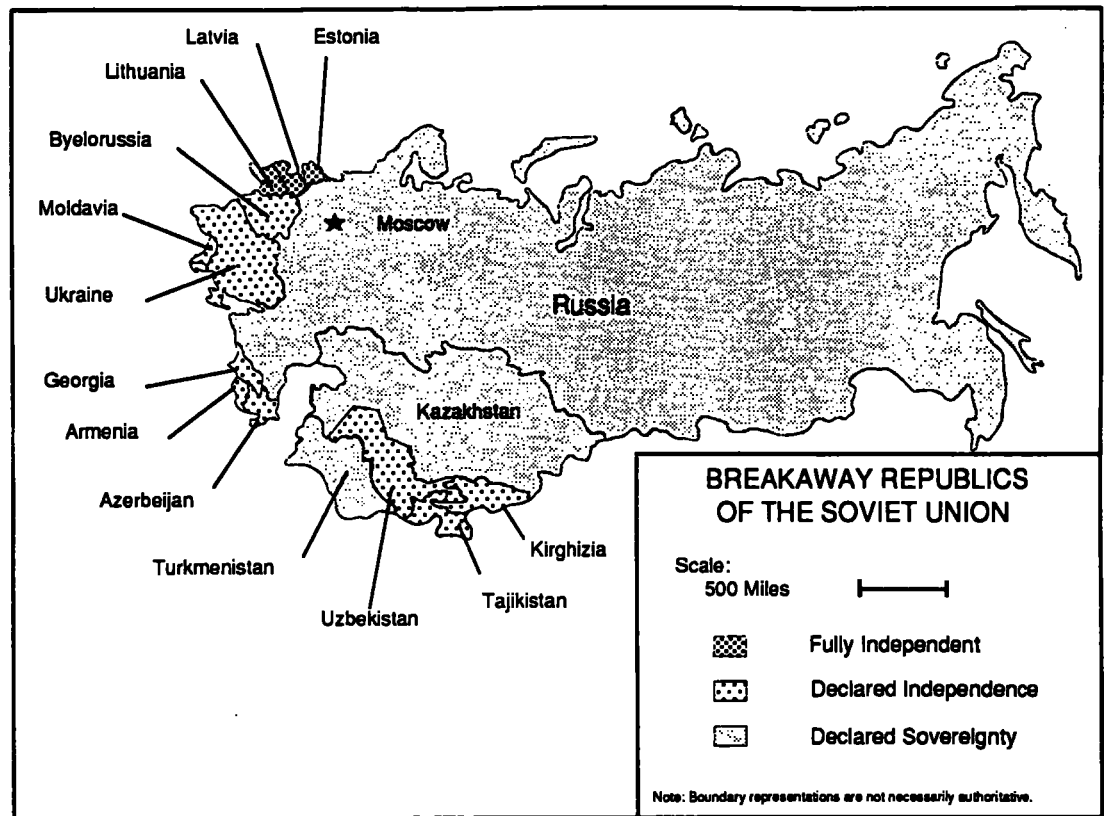 Latvia
Estonia
Lithuania
Byelorussia
Moldavia
Moscow
Ukraine
Russia
Georgia
Kazakhstan
Armenia
Azerbeijan
Turkmenistan
Uzbekistan
Tajikistan
Kirghizia
BREAKAWAY REPUBLICS
OF THE SOVIET UNION
Scale:
500 Miles
Fully Independent
Declared Independence
Declared Sovereignty
Note: Boundary representations are not necessarily authoritative.